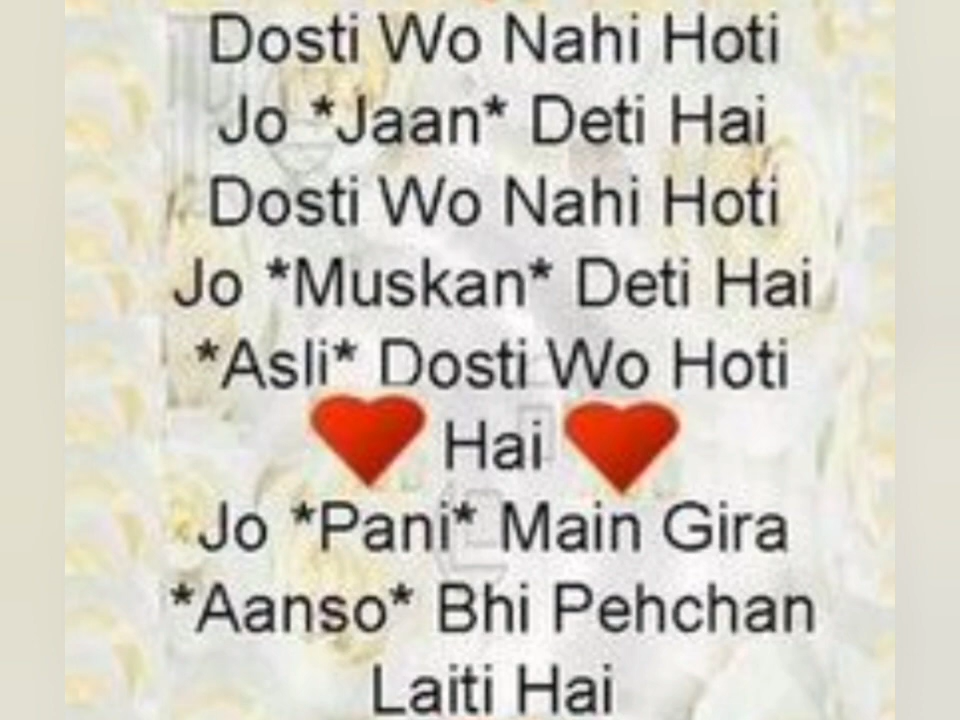 Dosti Wo Nahi Hoti
Jo *Jaan* Deti Hai
Dosti Wo Nahi Hoti
Jo *Muskan* Deti Hai
*Asli* Dosti Wo Hoti
Hai
Jo *Pani* Main Gira
*Aanso* Bhi Pehchan
Laiti Hai